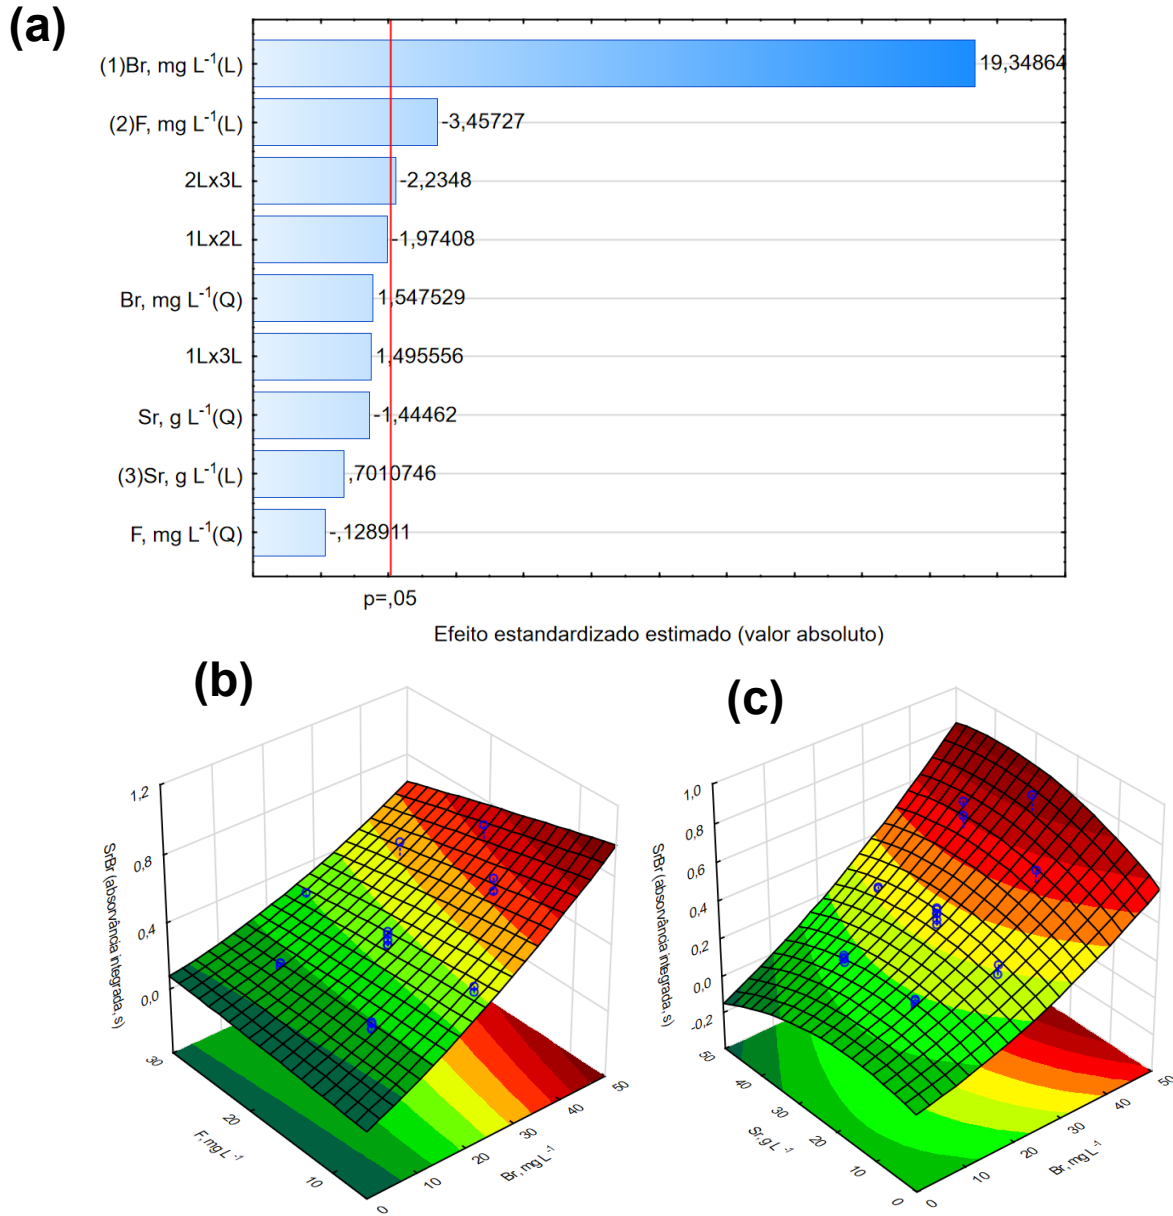 (a)
(1)Br, mg L-1(L)
19,34864
(2)F, mg L-1(L)
-3,45727
2Lx3L
-2,2348
1Lx2L
-1,97408
Br, mg L-1(Q)
1,547529
1Lx3L
1,495556
Sr, g L-1(Q)
-1,44462
(3)Sr, g L-1(L)
,7010746
F, mg L-1(Q)
-,128911
p=,05
Efeito estandardizado estimado (valor absoluto)
(b)
1,2
0,8
0,4
0,0
SrBr (absorvância integrada, s)
30
20
10
F, mg L-1
0
10
20
30
40
50
Br, mg L-1
(c)
1,0
0,8
0,6
0,4
0,2
0,0
-0,2
SrBr (absorvância integrada, s)
50
40
30
20
10
0
Sr, g L-1
0
10
20
30
40
50
Br, mg L-1